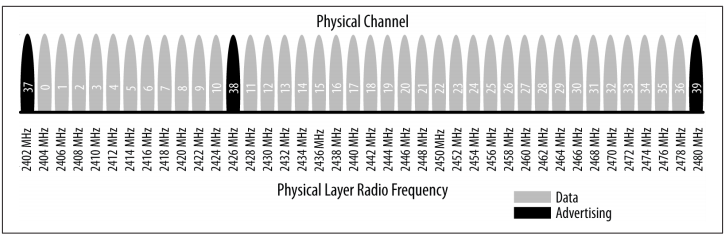 Physical Channel
37 0 1 2 3 4 5 6 7 8 9 10 38 11 12 13 14 15 16 17 18 19 20 21 22 23 24 25 26 27 28 29 30 31 32 33 34 35 36 39
2402 MHz
2404 MHz
2406 MHz
2408 MHz
2410 MHz
2412 MHz
2414 MHz
2416 MHz
2418 MHz
2420 MHz
2422 MHz
2424 MHz
2426 MHz
2428 MHz
2430 MHz
2432 MHz
2434 MHz
2436 MHz
2438 MHz
2440 MHz
2442 MHz
2444 MHz
2446 MHz
2448 MHz
2450 MHz
2452 MHz
2454 MHz
2456 MHz
2458 MHz
2460 MHz
2462 MHz
2464 MHz
2466 MHz
2468 MHz
2470 MHz
2472 MHz
2474 MHz
2476 MHz
2478 MHz
2480 MHz
Physical Layer Radio Frequency
Data
Advertising